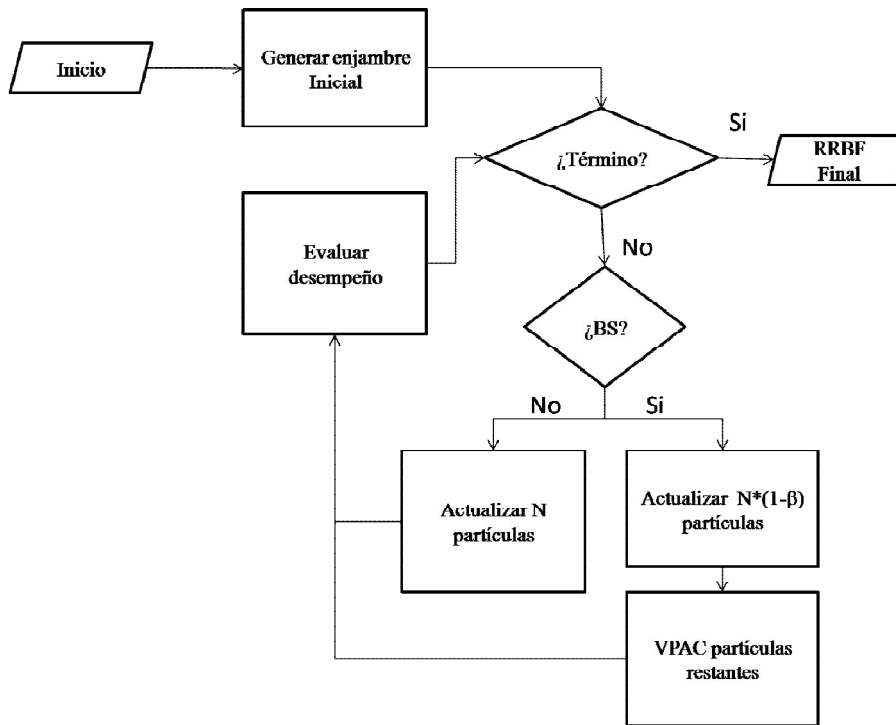 Inicio
Generar enjambre
Inicial
¿Término?
Si
RRBF
Final
Evaluar
desempeño
No
¿BS?
No
Si
Actualizar N
partículas
Actualizar N*(1-β)
partículas
VPAC partículas
restantes